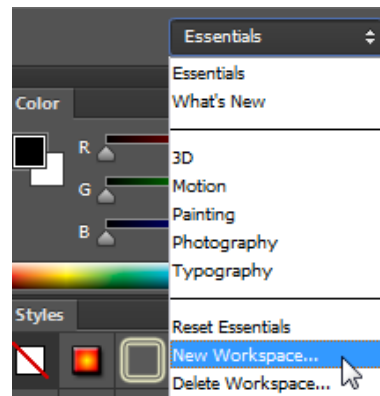 Essentials
Essentials
What's New
Color
R
G
B
3D
Motion
Painting
Photography
Typography
Styles
Reset Essentials
New Workspace...
Delete Workspace...